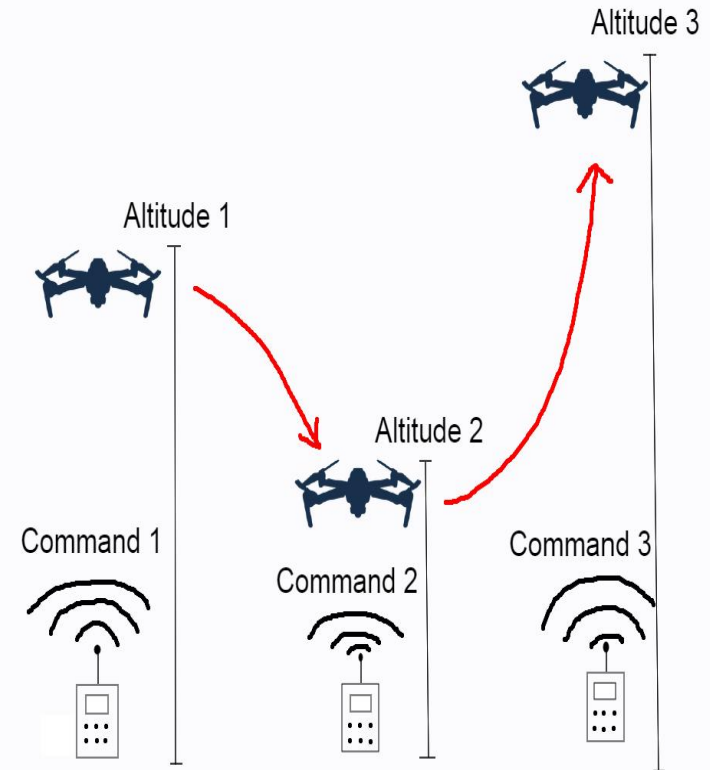 Altitude 3
Altitude 1
Altitude 2
Command 1
Command 2
Command 3